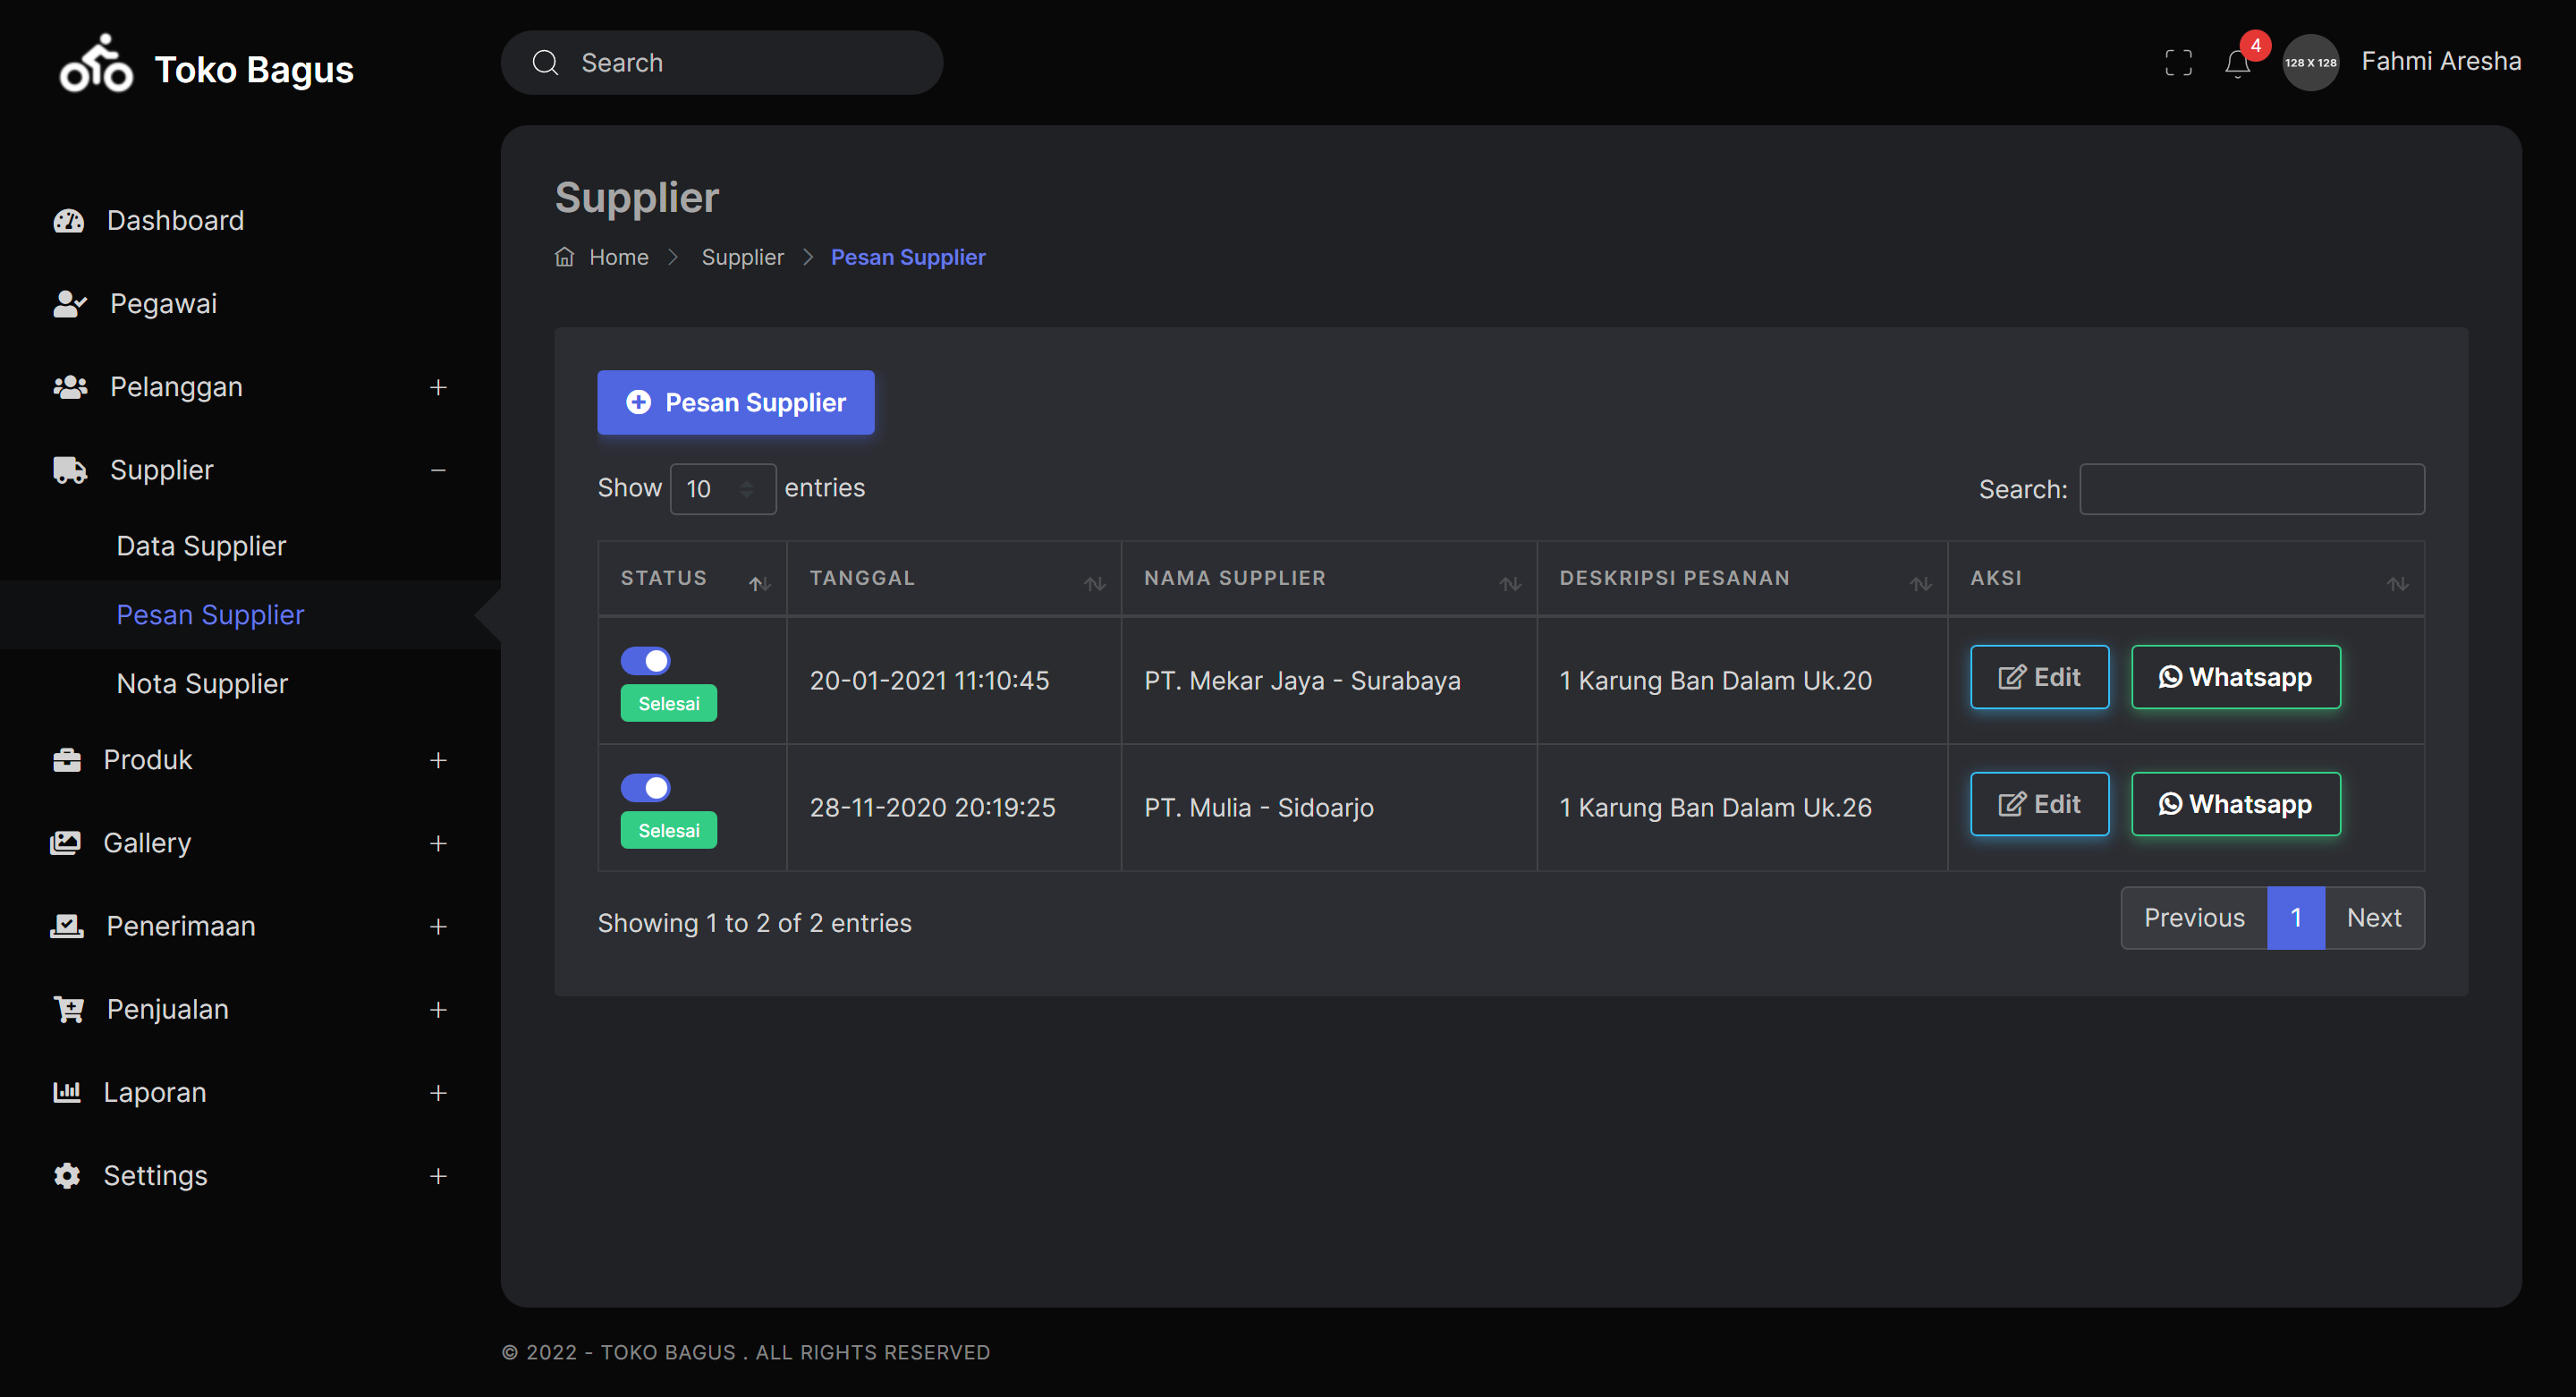 Toko Bagus
Search
4
128 X 128
Fahmi Aresha
Dashboard
Pegawai
Pelanggan
Supplier
Data Supplier
Pesan Supplier
Nota Supplier
Produk
Gallery
Penerimaan
Penjualan
Laporan
Settings
Supplier
Home Supplier Pesan Supplier
Pesan Supplier
Show 10 entries
Search:
STATUS TANGGAL NAMA SUPPLIER DESKRIPSI PESANAN AKSI
Selesai 20-01-2021 11:10:45 PT. Mekar Jaya - Surabaya 1 Karung Ban Dalam Uk.20 Edit Whatsapp
Selesai 28-11-2020 20:19:25 PT. Mulia - Sidoarjo 1 Karung Ban Dalam Uk.26 Edit Whatsapp
Showing 1 to 2 of 2 entries
Previous 1 Next
© 2022 - TOKO BAGUS . ALL RIGHTS RESERVED